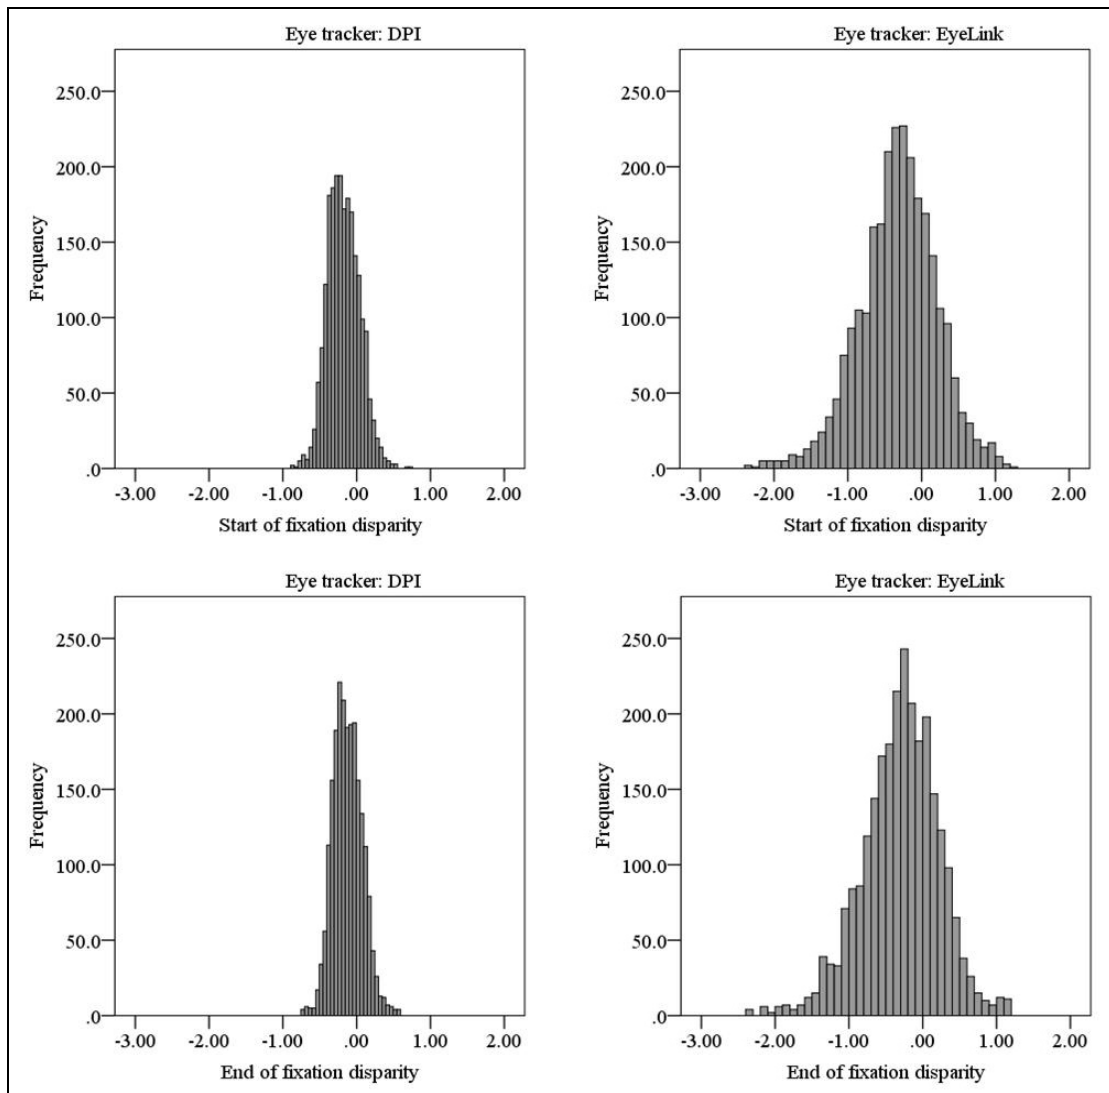 Eye tracker: DPI
250.0
200.0
150.0
100.0
50.0
.0
Frequency
-3.00 -2.00 -1.00 .00 1.00 2.00
Start of fixation disparity
Eye tracker: EyeLink
250.0
200.0
150.0
100.0
50.0
.0
Frequency
-3.00 -2.00 -1.00 .00 1.00 2.00
Start of fixation disparity
Eye tracker: DPI
250.0
200.0
150.0
100.0
50.0
.0
Frequency
-3.00 -2.00 -1.00 .00 1.00 2.00
End of fixation disparity
Eye tracker: EyeLink
250.0
200.0
150.0
100.0
50.0
.0
Frequency
-3.00 -2.00 -1.00 .00 1.00 2.00
End of fixation disparity